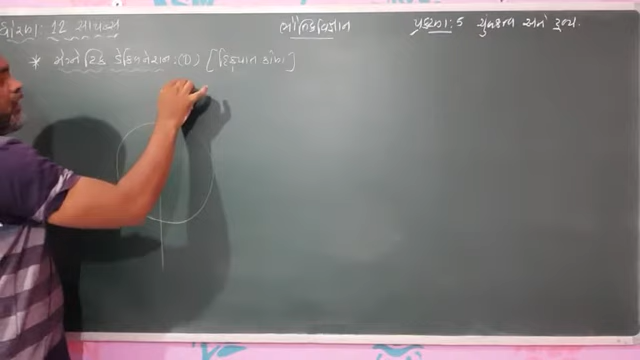 ધોરણ: 12 સાયન્સ
ભૌતિકવિજ્ઞાન
પ્રકરણ: 5 ચુંબકત્વ અને દ્રવ્ય.
* મેગ્નેટિક ડેક્લિનેશન: (D) [દિક્પાત કોણ]